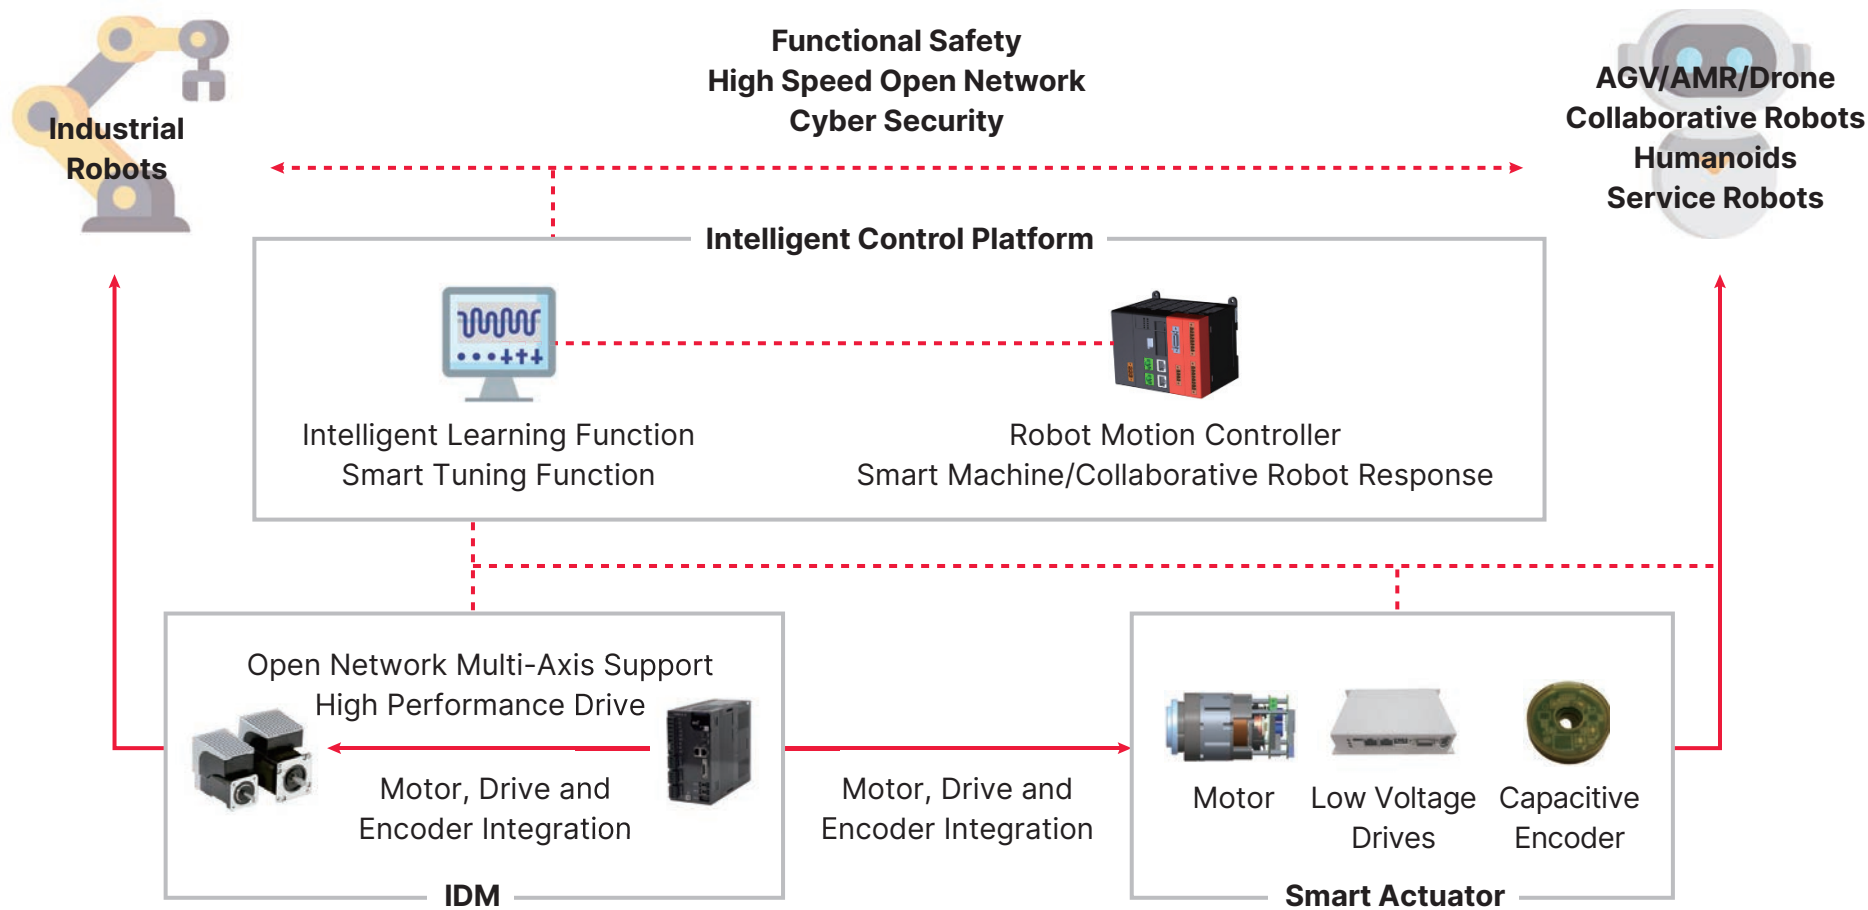 Functional Safety
High Speed Open Network
Cyber Security
Industrial
Robots
AGV/AMR/Drone
Collaborative Robots
Humanoids
Service Robots
Intelligent Control Platform
Intelligent Learning Function
Smart Tuning Function
Robot Motion Controller
Smart Machine/Collaborative Robot Response
Open Network Multi-Axis Support
High Performance Drive
Motor, Drive and
Encoder Integration
IDM
Motor, Drive and
Encoder Integration
Motor
Low Voltage
Drives
Capacitive
Encoder
Smart Actuator